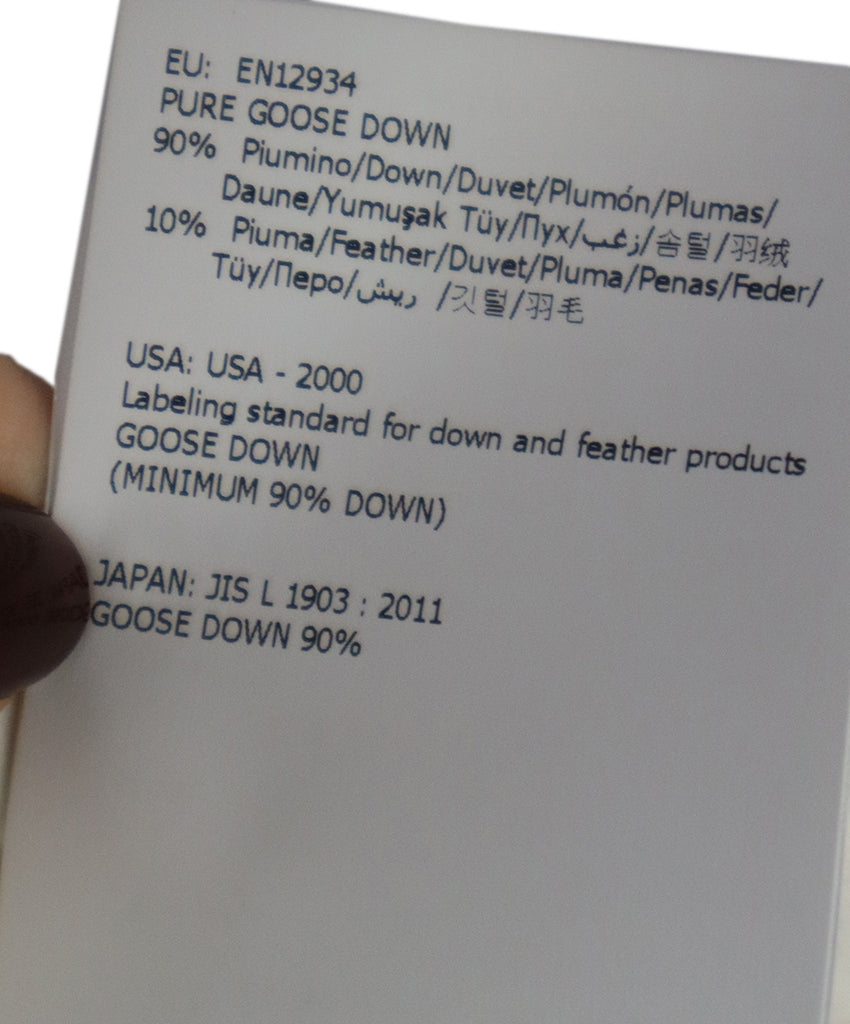 EU: EN12934
PURE GOOSE DOWN
90% Piumino/Down/Duvet/Plumón/Plumas/
Daune/Yumuşak Tüy/Пух/زغب/솜털/羽绒
10% Piuma/Feather/Duvet/Pluma/Penas/Feder/
Tüy/Перо/ريش /깃털/羽毛
USA: USA - 2000
Labeling standard for down and feather products
GOOSE DOWN
(MINIMUM 90% DOWN)
JAPAN: JIS L 1903 : 2011
GOOSE DOWN 90%